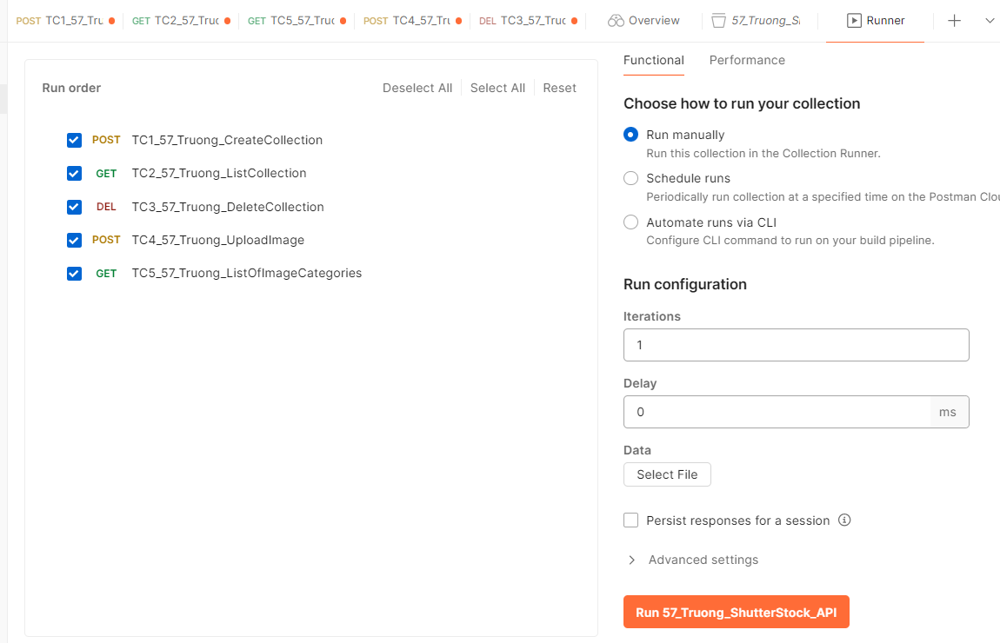 POST TC1_57_Truc GET TC2_57_Truc GET TC5_57_Truc POST TC4_57_Tru DEL TC3_57_Truc Overview 57_Truong_S Runner
Functional Performance
Run order Deselect All Select All Reset
Choose how to run your collection
POST TC1_57_Truong_CreateCollection
GET TC2_57_Truong_ListCollection
DEL TC3_57_Truong_DeleteCollection
POST TC4_57_Truong_UploadImage
GET TC5_57_Truong_ListOfImageCategories
Run manually
Run this collection in the Collection Runner.
Schedule runs
Periodically run collection at a specified time on the Postman Clou
Automate runs via CLI
Configure CLI command to run on your build pipeline.
Run configuration
Iterations
1
Delay
0 ms
Data
Select File
Persist responses for a session
Advanced settings
Run 57_Truong_ShutterStock_API